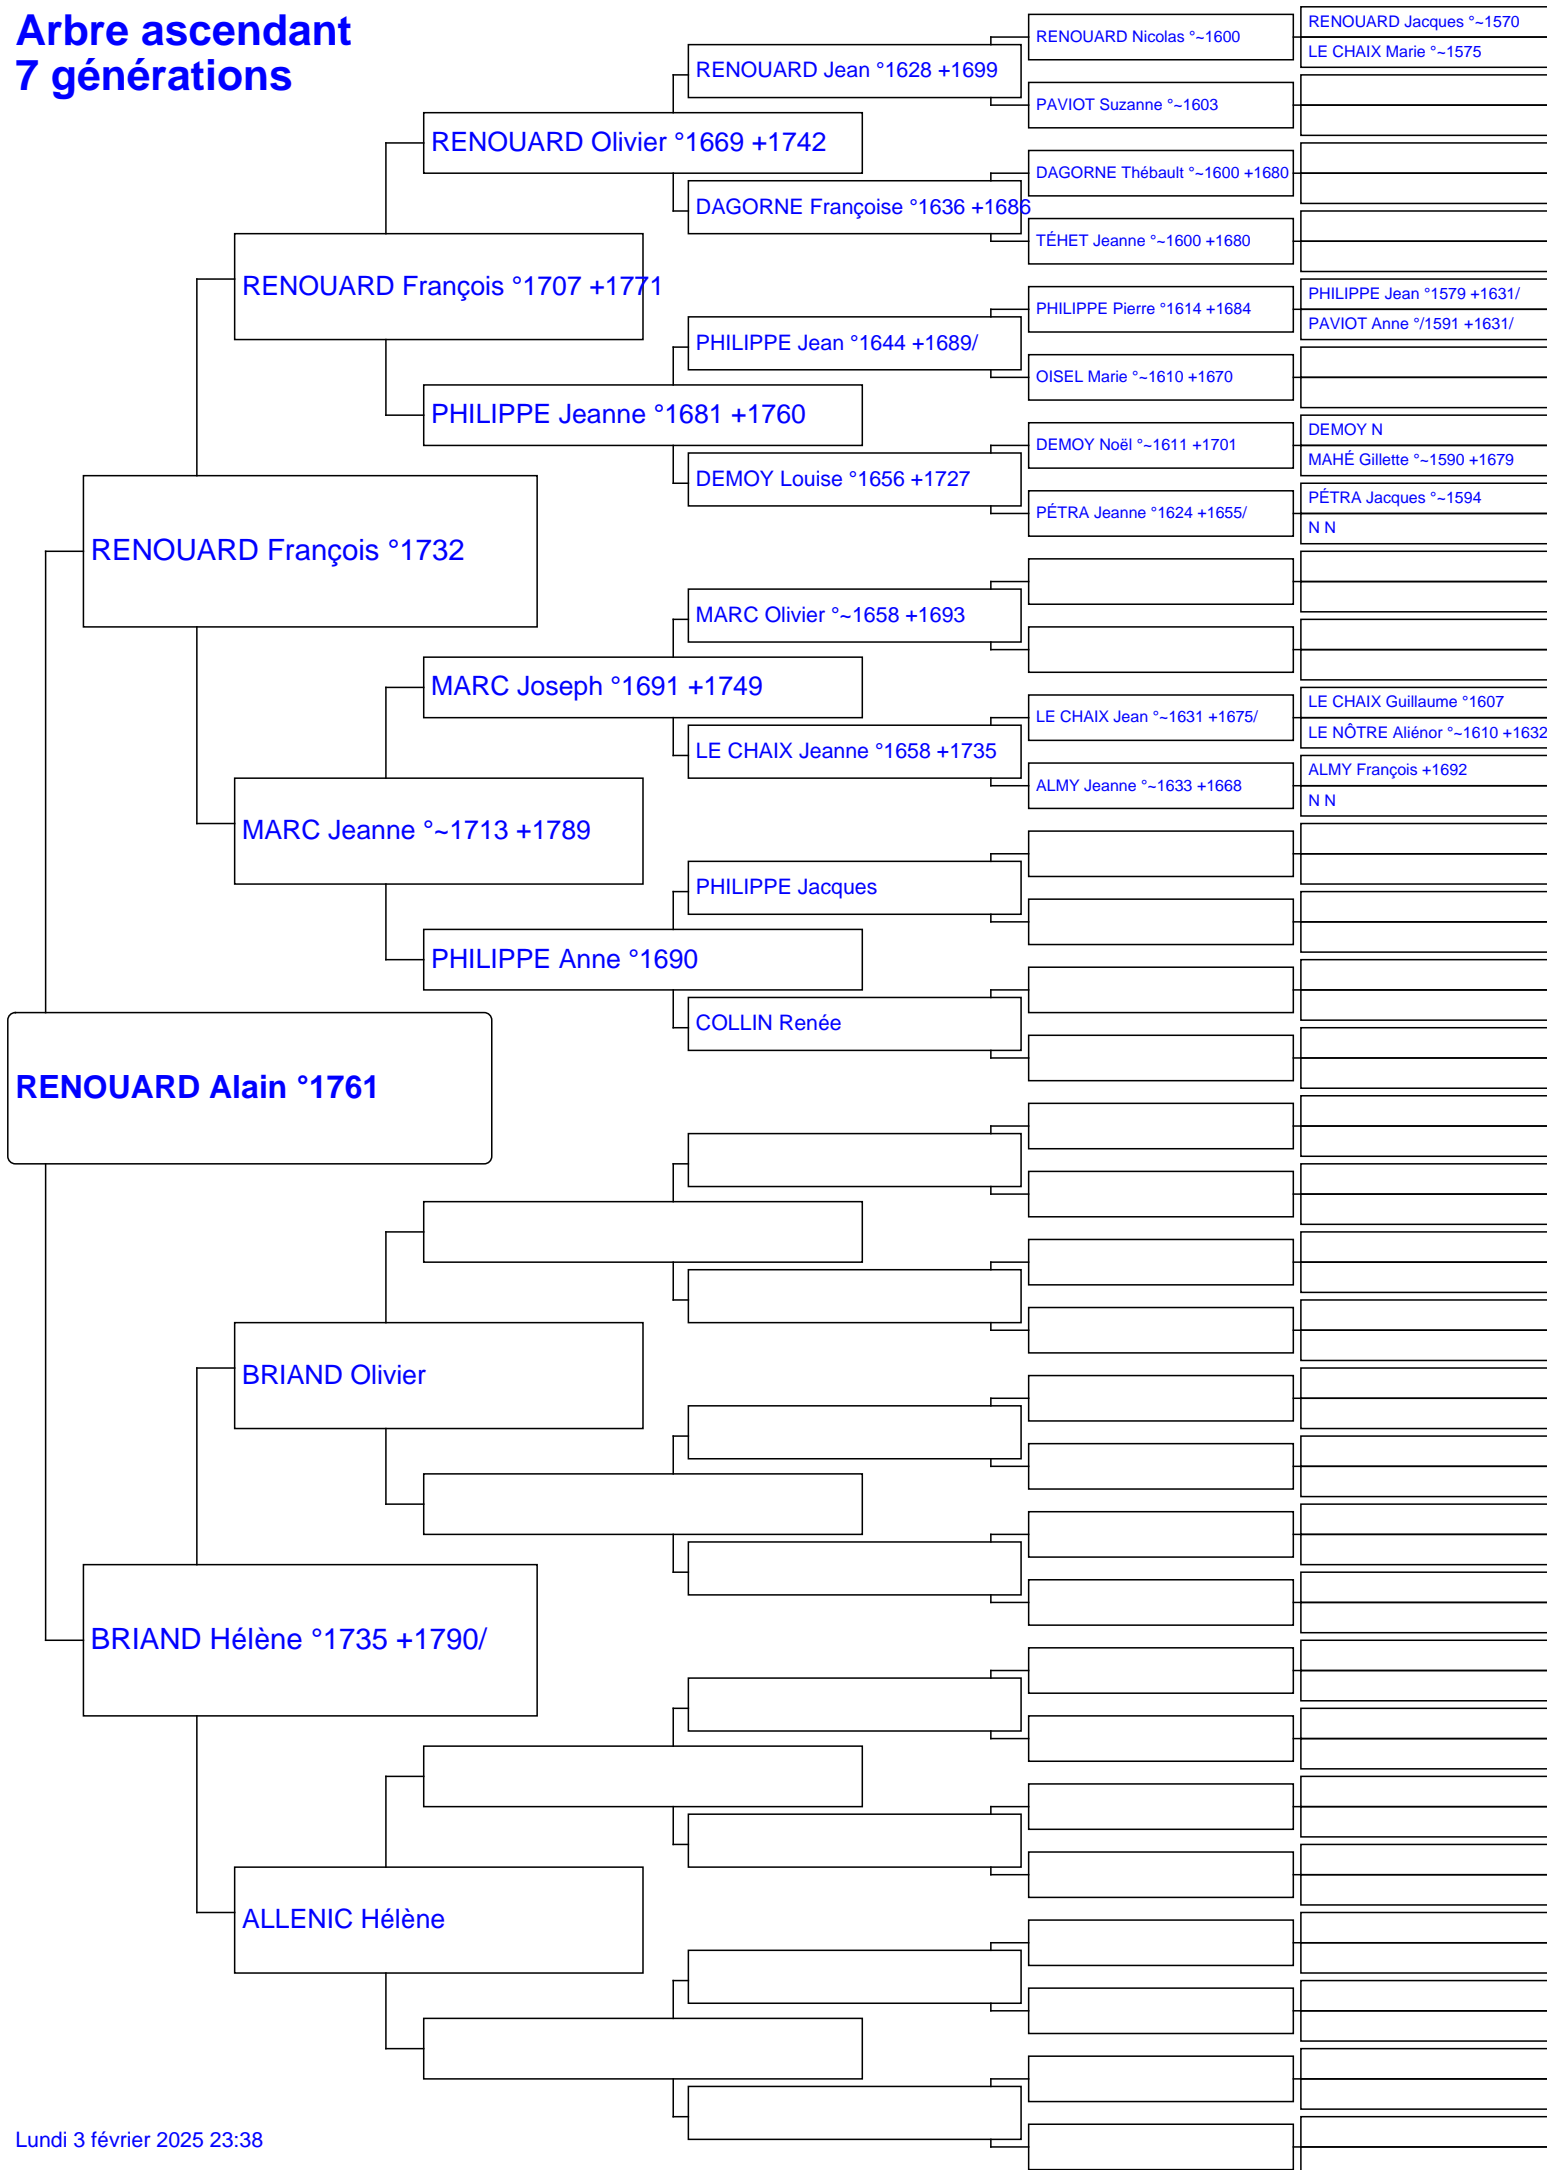 Arbre ascendant
7 générations
RENOUARD Alain °1761
RENOUARD François °1732
BRIAND Hélène °1735 +1790/
RENOUARD François °1707 +1771
MARC Jeanne °~1713 +1789
BRIAND Olivier
ALLENIC Hélène
RENOUARD Olivier °1669 +1742
PHILIPPE Jeanne °1681 +1760
MARC Joseph °1691 +1749
PHILIPPE Anne °1690
RENOUARD Jean °1628 +1699
DAGORNE Françoise °1636 +1686
PHILIPPE Jean °1644 +1689/
DEMOY Louise °1656 +1727
MARC Olivier °~1658 +1693
LE CHAIX Jeanne °1658 +1735
PHILIPPE Jacques
COLLIN Renée
RENOUARD Nicolas °~1600
PAVIOT Suzanne °~1603
DAGORNE Thébault °~1600 +1680
TÉHET Jeanne °~1600 +1680
PHILIPPE Pierre °1614 +1684
OISEL Marie °~1610 +1670
DEMOY Noël °~1611 +1701
PÉTRA Jeanne °1624 +1655/
LE CHAIX Jean °~1631 +1675/
ALMY Jeanne °~1633 +1668
RENOUARD Jacques °~1570
LE CHAIX Marie °~1575
PHILIPPE Jean °1579 +1631/
PAVIOT Anne °/1591 +1631/
DEMOY N
MAHÉ Gillette °~1590 +1679
PÉTRA Jacques °~1594
N N
LE CHAIX Guillaume °1607
LE NÔTRE Aliénor °~1610 +1632
ALMY François +1692
N N
Lundi 3 février 2025 23:38